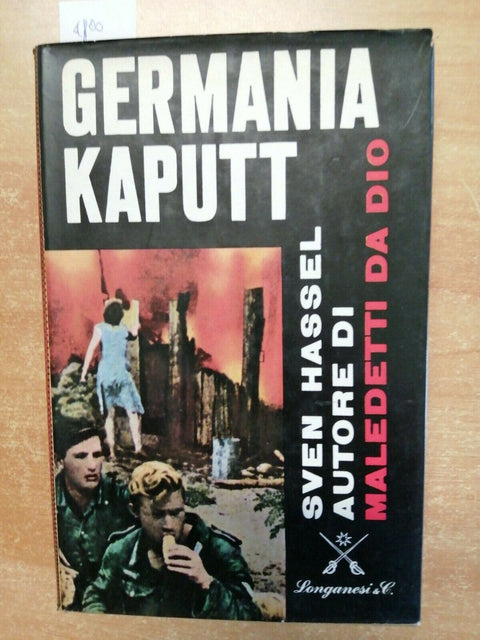 GERMANIA
KAPUTT
SVEN HASSEL
AUTORE DI
MALEDETTI DA DIO
Longanesi & C.